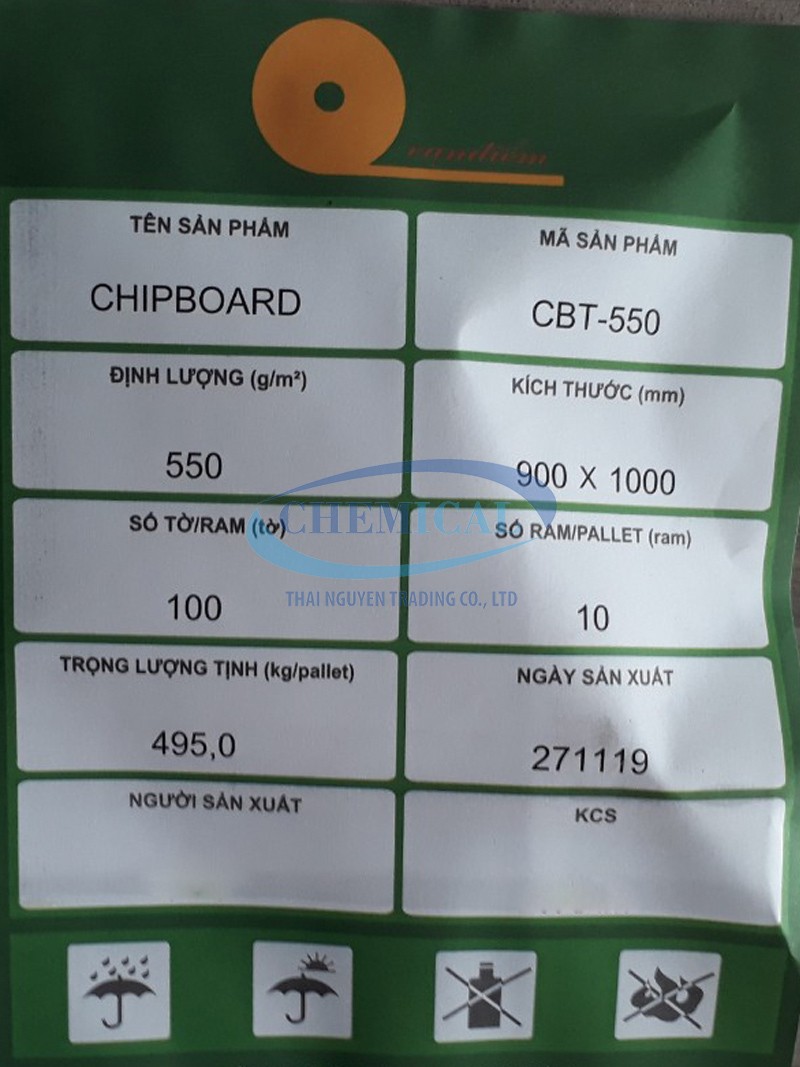 vạn điểm
TÊN SẢN PHẨM
MÃ SẢN PHẨM
CHIPBOARD
CBT-550
ĐỊNH LƯỢNG (g/m²)
KÍCH THƯỚC (mm)
550
900 X 1000
SỐ TỜ/RAM (tờ)
SỐ RAM/PALLET (ram)
CHEMICAL
THAI NGUYEN TRADING CO., LTD
100
10
TRỌNG LƯỢNG TỊNH (kg/pallet)
NGÀY SẢN XUẤT
495,0
271119
NGƯỜI SẢN XUẤT
KCS